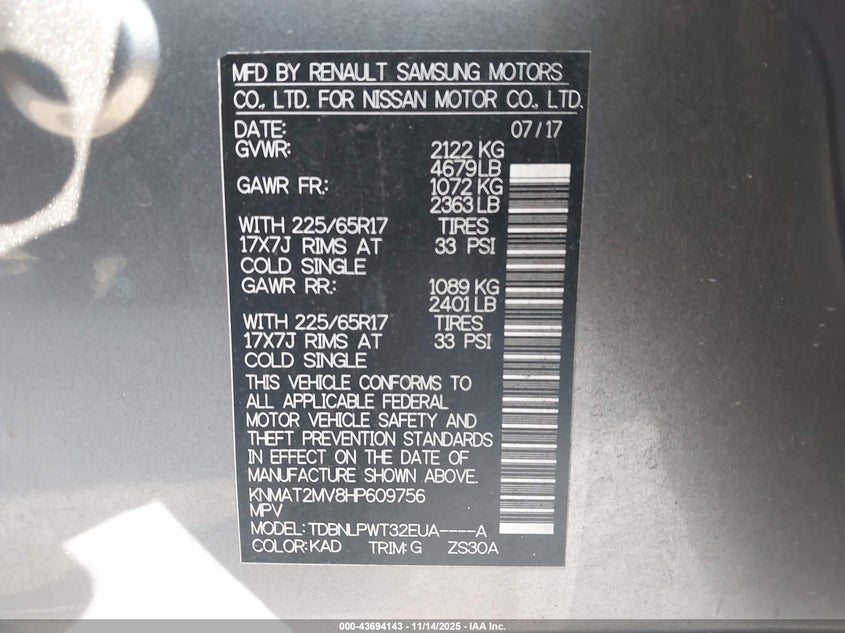 MFD BY RENAULT SAMSUNG MOTORS
CO., LTD. FOR NISSAN MOTOR CO., LTD.
DATE: 07/17
GVWR: 2122 KG
4679LB
GAWR FR: 1072 KG
2363LB
WITH 225/65R17 TIRES
17X7J RIMS AT 33 PSI
COLD SINGLE
GAWR RR: 1089 KG
2401LB
WITH 225/65R17 TIRES
17X7J RIMS AT 33 PSI
COLD SINGLE
THIS VEHICLE CONFORMS TO
ALL APPLICABLE FEDERAL
MOTOR VEHICLE SAFETY AND
THEFT PREVENTION STANDARDS
IN EFFECT ON THE DATE OF
MANUFACTURE SHOWN ABOVE.
KNMAT2MV8HP609756
MPV
MODEL: TDBNLPWT32EUA----A
COLOR: KAD TRIM: G ZS30A
000-43694143 - 11/14/2025 - IAA Inc.